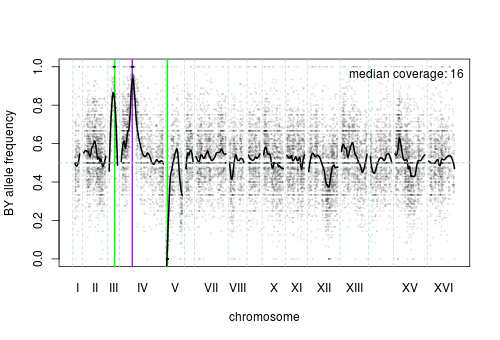 median coverage: 16
BY allele frequency
1.0
0.8
0.6
0.4
0.2
0.0
I II III IV V VII VIII X XI XII XIII XV XVI
chromosome